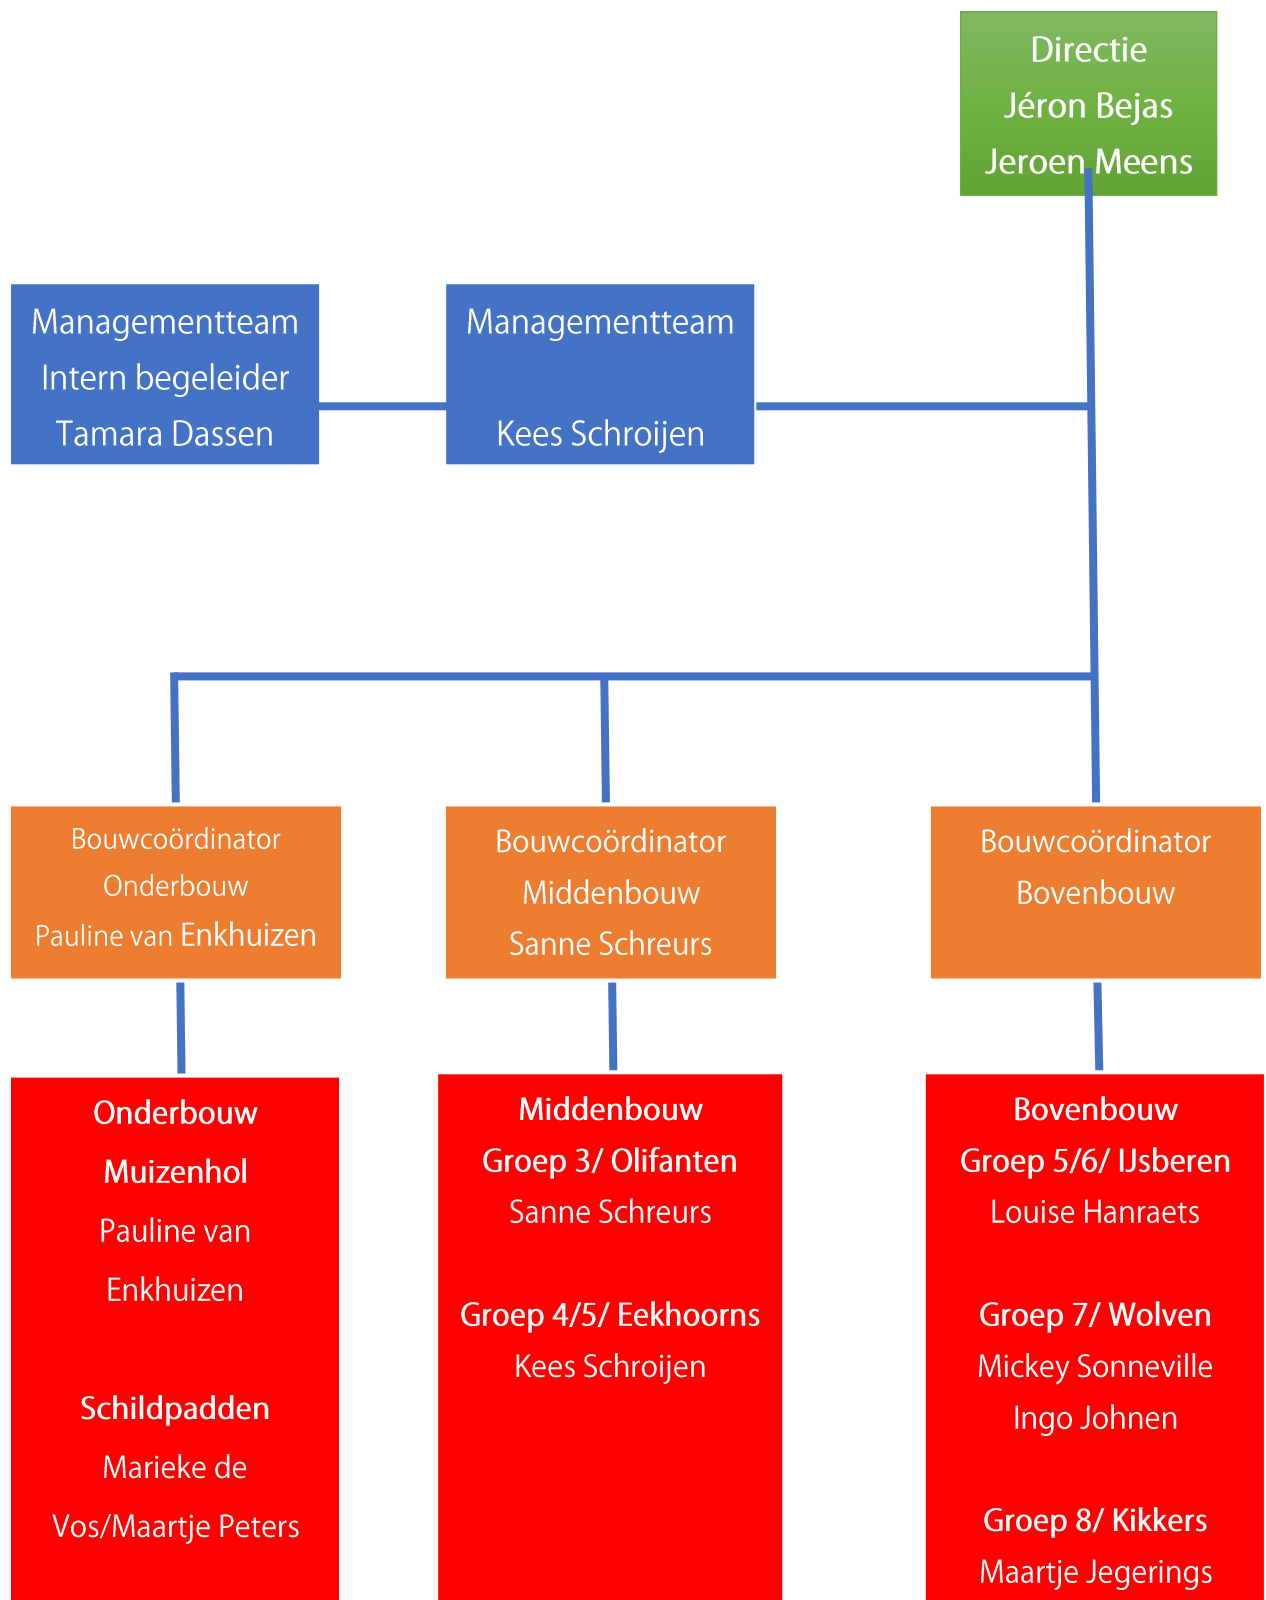 Directie
Jéron Bejas
Jeroen Meens
Managementteam
Intern begeleider
Tamara Dassen
Managementteam
Kees Schroijen
Bouwcoördinator
Onderbouw
Pauline van Enkhuizen
Bouwcoördinator
Middenbouw
Sanne Schreurs
Bouwcoördinator
Bovenbouw
Onderbouw
Muizenhol
Pauline van
Enkhuizen
Schildpadden
Marieke de
Vos/Maartje Peters
Middenbouw
Groep 3/ Olifanten
Sanne Schreurs
Groep 4/5/ Eekhoorns
Kees Schroijen
Bovenbouw
Groep 5/6/ IJsberen
Louise Hanraets
Groep 7/ Wolven
Mickey Sonneville
Ingo Johnen
Groep 8/ Kikkers
Maartje Jegerings